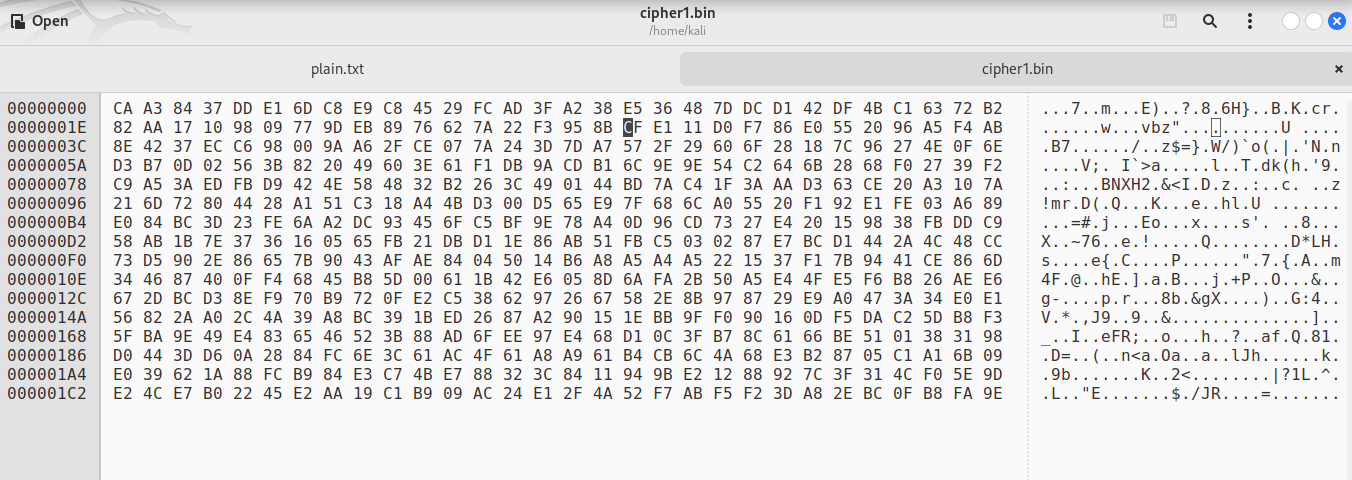 Open
cipher1.bin
/home/kali
plain.txt
cipher1.bin
00000000 CA A3 84 37 DD E1 6D C8 E9 C8 45 29 FC AD 3F A2 38 E5 36 48 7D DC D1 42 DF 4B C1 63 72 B2 ...7..m...E)..?.8.6H}..B.K.cr.
0000001E 82 AA 17 10 98 09 77 9D EB 89 76 62 7A 22 F3 95 8B CF E1 11 D0 F7 86 E0 55 20 96 A5 F4 AB ......w...vbz"..........U ....
0000003C 8E 42 37 EC C6 98 00 9A A6 2F CE 07 7A 24 3D 7D A7 57 2F 29 60 6F 28 18 7C 96 27 4E 0F 6E .B7....../..z$=}.W/)`o(.|.'N.n
0000005A D3 B7 0D 02 56 3B 82 20 49 60 3E 61 F1 DB 9A CD B1 6C 9E 9E 54 C2 64 6B 28 68 F0 27 39 F2 ....V;. I`>a.....l..T.dk(h.'9.
00000078 C9 A5 3A ED FB D9 42 4E 58 48 32 B2 26 3C 49 01 44 BD 7A C4 1F 3A AA D3 63 CE 20 A3 10 7A ..:...BNXH2.&<I.D.z..:..c. ..z
00000096 21 6D 72 80 44 28 A1 51 C3 18 A4 4B D3 00 D5 65 E9 7F 68 6C A0 55 20 F1 92 E1 FE 03 A6 89 !mr.D(.Q...K...e..hl.U .......
000000B4 E0 84 BC 3D 23 FE 6A A2 DC 93 45 6F C5 BF 9E 78 A4 0D 96 CD 73 27 E4 20 15 98 38 FB DD C9 ...=#.j...Eo...x....s'. ..8...
000000D2 58 AB 1B 7E 37 36 16 05 65 FB 21 DB D1 1E 86 AB 51 FB C5 03 02 87 E7 BC D1 44 2A 4C 48 CC X..~76..e.!.....Q........D*LH.
000000F0 73 D5 90 2E 86 65 7B 90 43 AF AE 84 04 50 14 B6 A8 A5 A4 A5 22 15 37 F1 7B 94 41 CE 86 6D s....e{.C....P......".7.{.A..m
0000010E 34 46 87 40 0F F4 68 45 B8 5D 00 61 1B 42 E6 05 8D 6A FA 2B 50 A5 E4 4F E5 F6 B8 26 AE E6 4F.@..hE.].a.B...j.+P..O...&..
0000012C 67 2D BC D3 8E F9 70 B9 72 0F E2 C5 38 62 97 26 67 58 2E 8B 97 87 29 E9 A0 47 3A 34 E0 E1 g-....p.r...8b.&gX....)..G:4..
0000014A 56 82 2A A0 2C 4A 39 A8 BC 39 1B ED 26 87 A2 90 15 1E BB 9F F0 90 16 0D F5 DA C2 5D B8 F3 V.*.,J9..9..&..............]..
00000168 5F BA 9E 49 E4 83 65 46 52 3B 88 AD 6F EE 97 E4 68 D1 0C 3F B7 8C 61 66 BE 51 01 38 31 98 _..I..eFR;..o...h..?..af.Q.81.
00000186 D0 44 3D D6 0A 28 84 FC 6E 3C 61 AC 4F 61 A8 A9 61 B4 CB 6C 4A 68 E3 B2 87 05 C1 A1 6B 09 .D=..(..n<a.Oa..a..lJh......k.
000001A4 E0 39 62 1A 88 FC B9 84 E3 C7 4B E7 88 32 3C 84 11 94 9B E2 12 88 92 7C 3F 31 4C F0 5E 9D .9b.......K..2<........|?1L.^.
000001C2 E2 4C E7 B0 22 45 E2 AA 19 C1 B9 09 AC 24 E1 2F 4A 52 F7 AB F5 F2 3D A8 2E BC 0F B8 FA 9E .L.."E.......$./JR....=.......